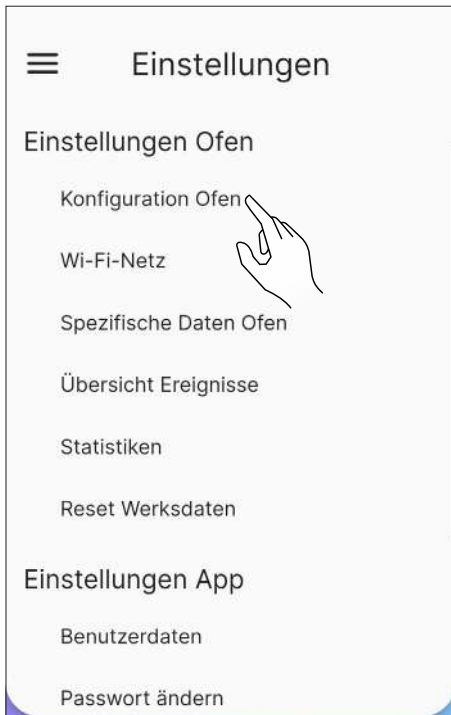 Einstellungen
Einstellungen Ofen
Konfiguration Ofen
Wi-Fi-Netz
Spezifische Daten Ofen
Übersicht Ereignisse
Statistiken
Reset Werksdaten
Einstellungen App
Benutzerdaten
Passwort ändern